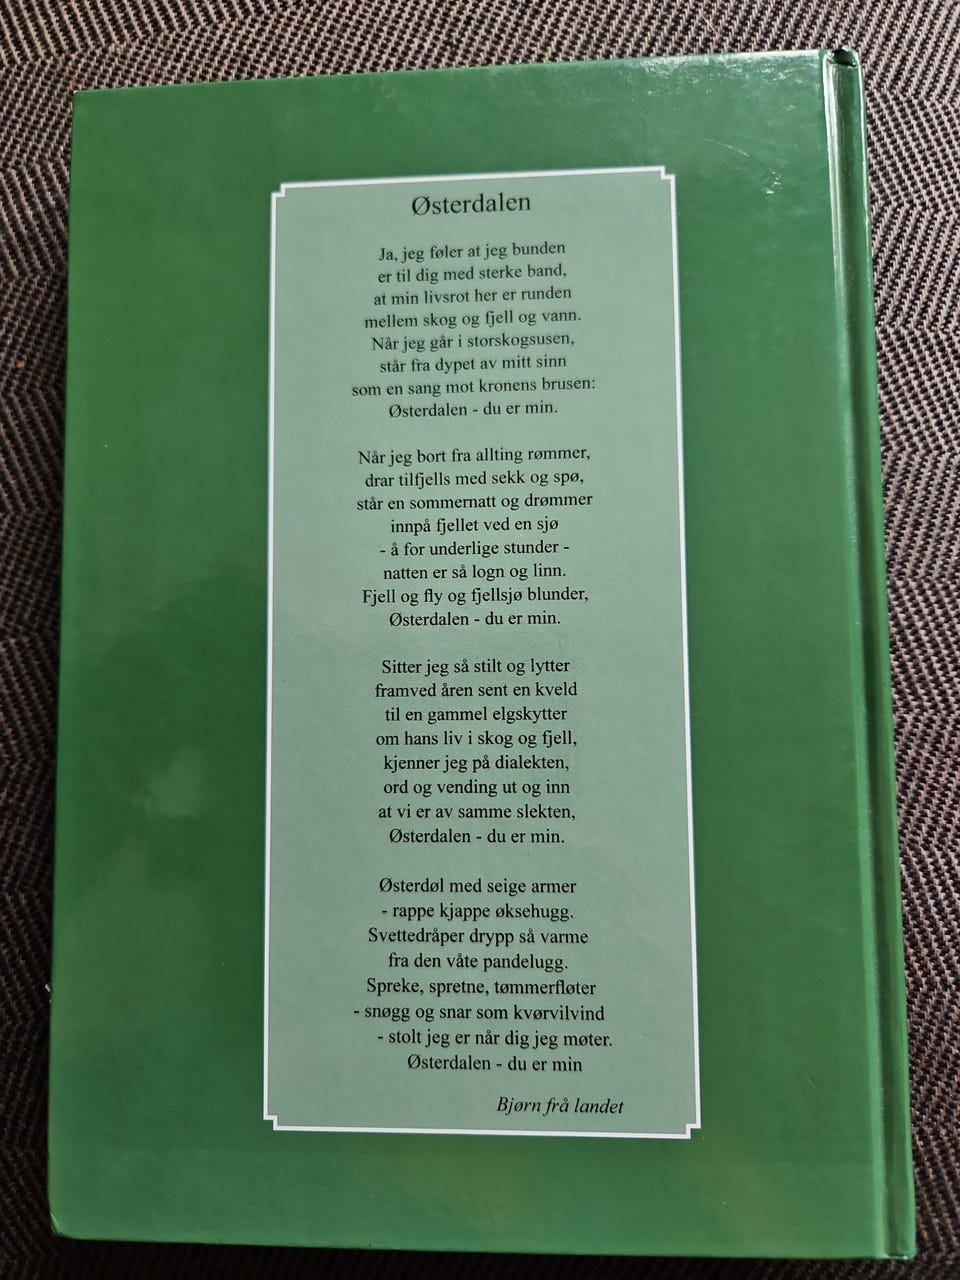 Østerdalen
Ja, jeg føler at jeg bunden
er til dig med sterke band,
at min livsrot her er runden
mellem skog og fjell og vann.
Når jeg går i storskogsusen,
står fra dypet av mitt sinn
som en sang mot kronens brusen:
Østerdalen - du er min.
Når jeg bort fra allting rømmer,
drar tilfjells med sekk og spø,
står en sommernatt og drømmer
innpå fjellet ved en sjø
- å for underlige stunder -
natten er så logn og linn.
Fjell og fly og fjellsjø blunder,
Østerdalen - du er min.
Sitter jeg så stilt og lytter
framved åren sent en kveld
til en gammel elgskytter
om hans liv i skog og fjell,
kjenner jeg på dialekten,
ord og vending ut og inn
at vi er av samme slekten,
Østerdalen - du er min.
Østerdøl med seige armer
- rappe kjappe øksehugg.
Svettedråper drypp så varme
fra den våte pandelugg.
Spreke, spretne, tømmerfløter
- snøgg og snar som kvørvilvind
- stolt jeg er når dig jeg møter.
Østerdalen - du er min
Bjørn frå landet